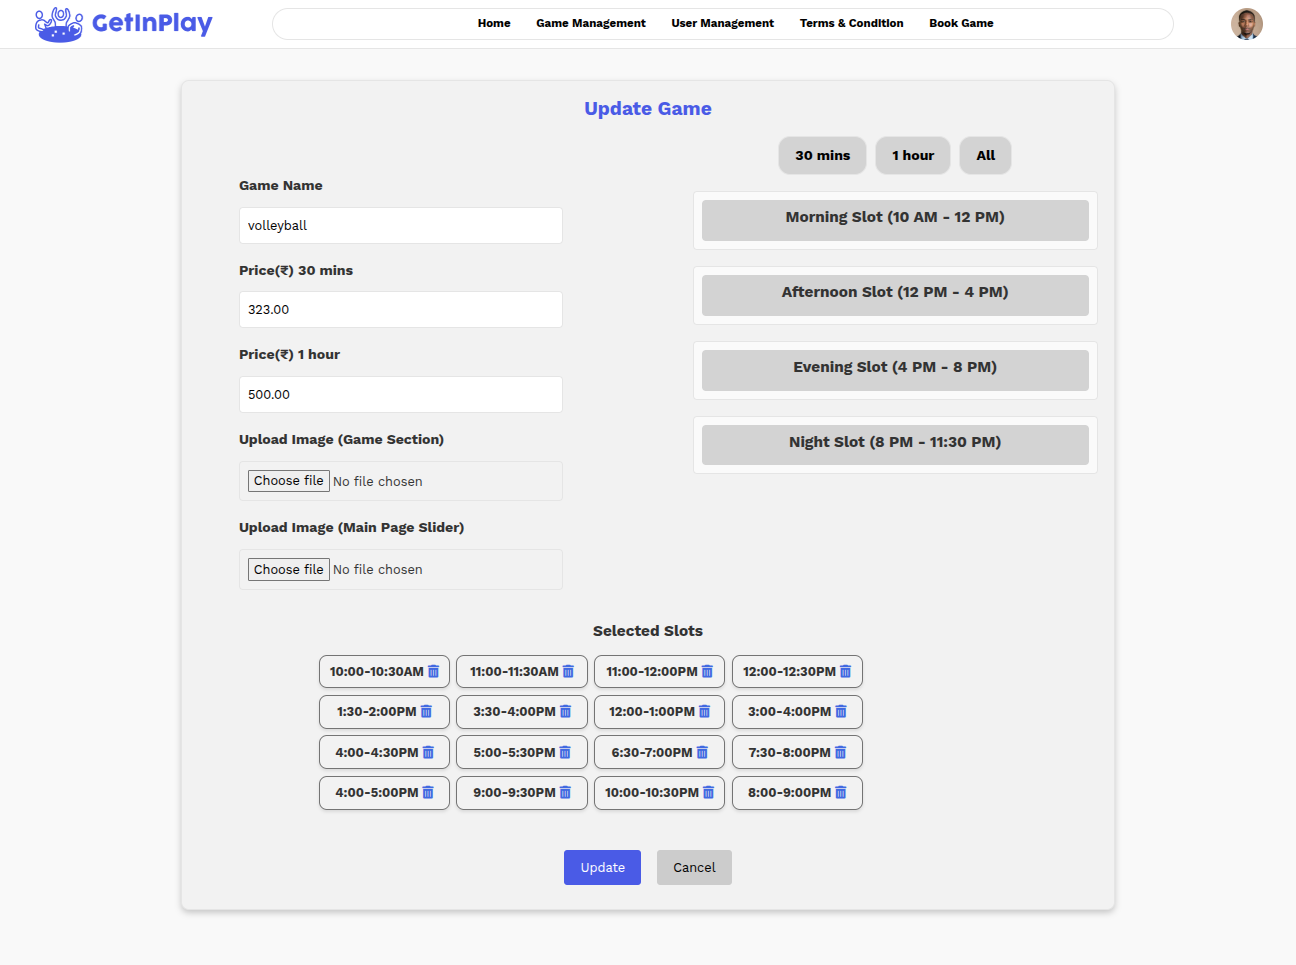 GetInPlay
Home Game Management User Management Terms & Condition Book Game
Update Game
30 mins 1 hour All
Game Name
volleyball
Price(₹) 30 mins
323.00
Price(₹) 1 hour
500.00
Upload Image (Game Section)
Choose file No file chosen
Upload Image (Main Page Slider)
Choose file No file chosen
Morning Slot (10 AM - 12 PM)
Afternoon Slot (12 PM - 4 PM)
Evening Slot (4 PM - 8 PM)
Night Slot (8 PM - 11:30 PM)
Selected Slots
10:00-10:30AM 11:00-11:30AM 11:00-12:00PM 12:00-12:30PM
1:30-2:00PM 3:30-4:00PM 12:00-1:00PM 3:00-4:00PM
4:00-4:30PM 5:00-5:30PM 6:30-7:00PM 7:30-8:00PM
4:00-5:00PM 9:00-9:30PM 10:00-10:30PM 8:00-9:00PM
Update Cancel